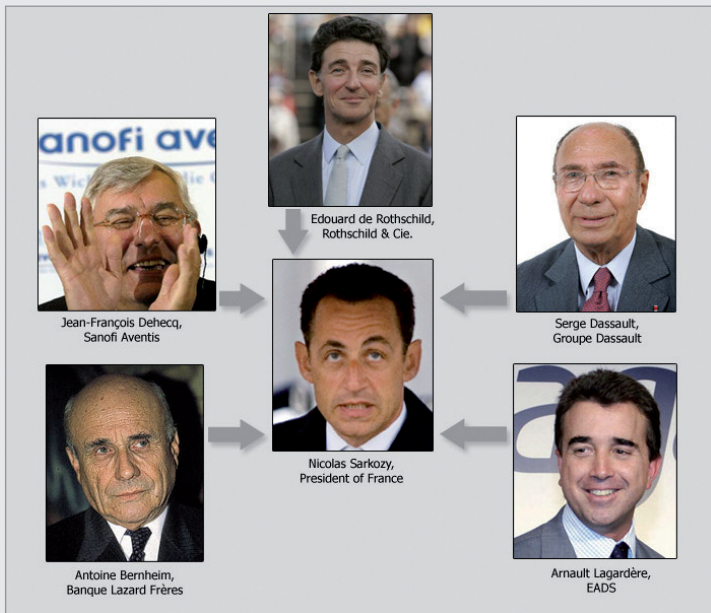 anofi ave
Edouard de Rothschild,
Rothschild & Cie.
Jean-François Dehecq,
Sanofi Aventis
Serge Dassault,
Groupe Dassault
Nicolas Sarkozy,
President of France
Antoine Bernheim,
Banque Lazard Frères
Arnault Lagardère,
EADS